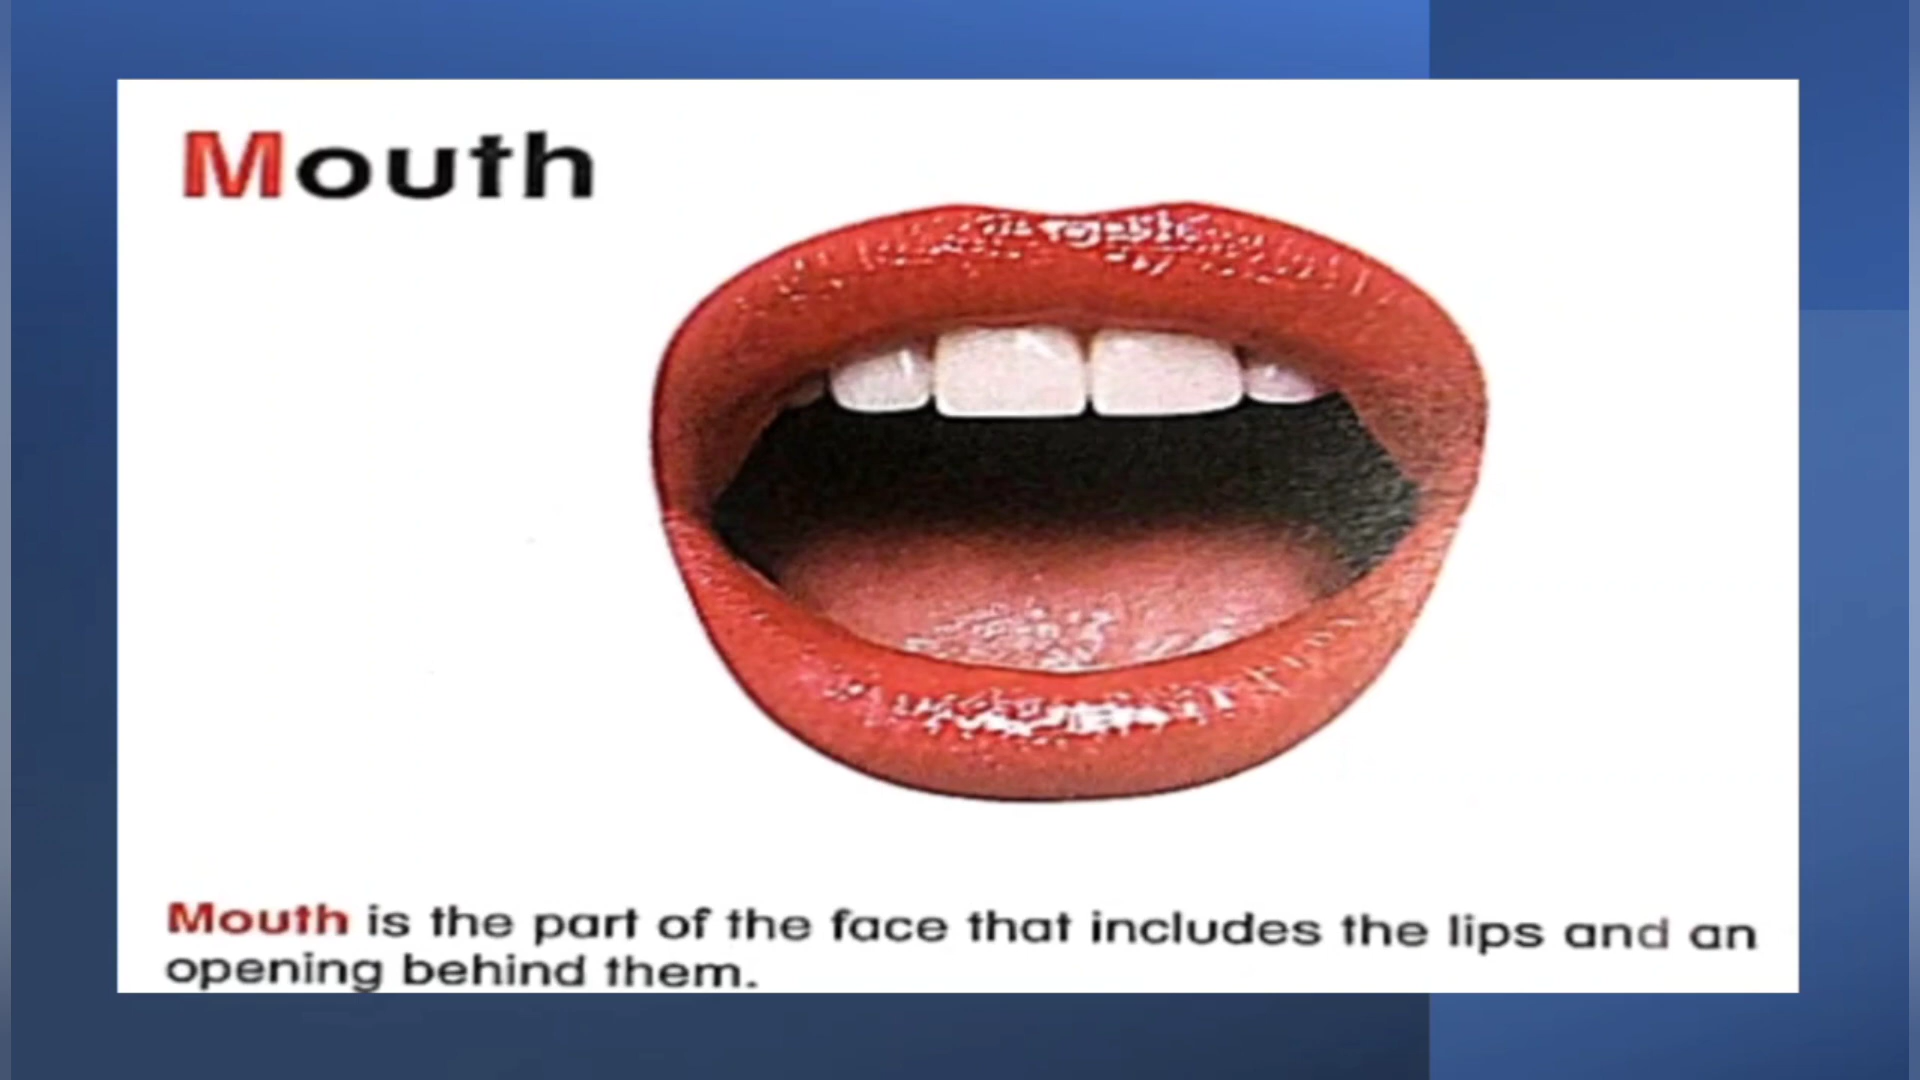 Mouth
Mouth is the part of the face that includes the lips and an
opening behind them.